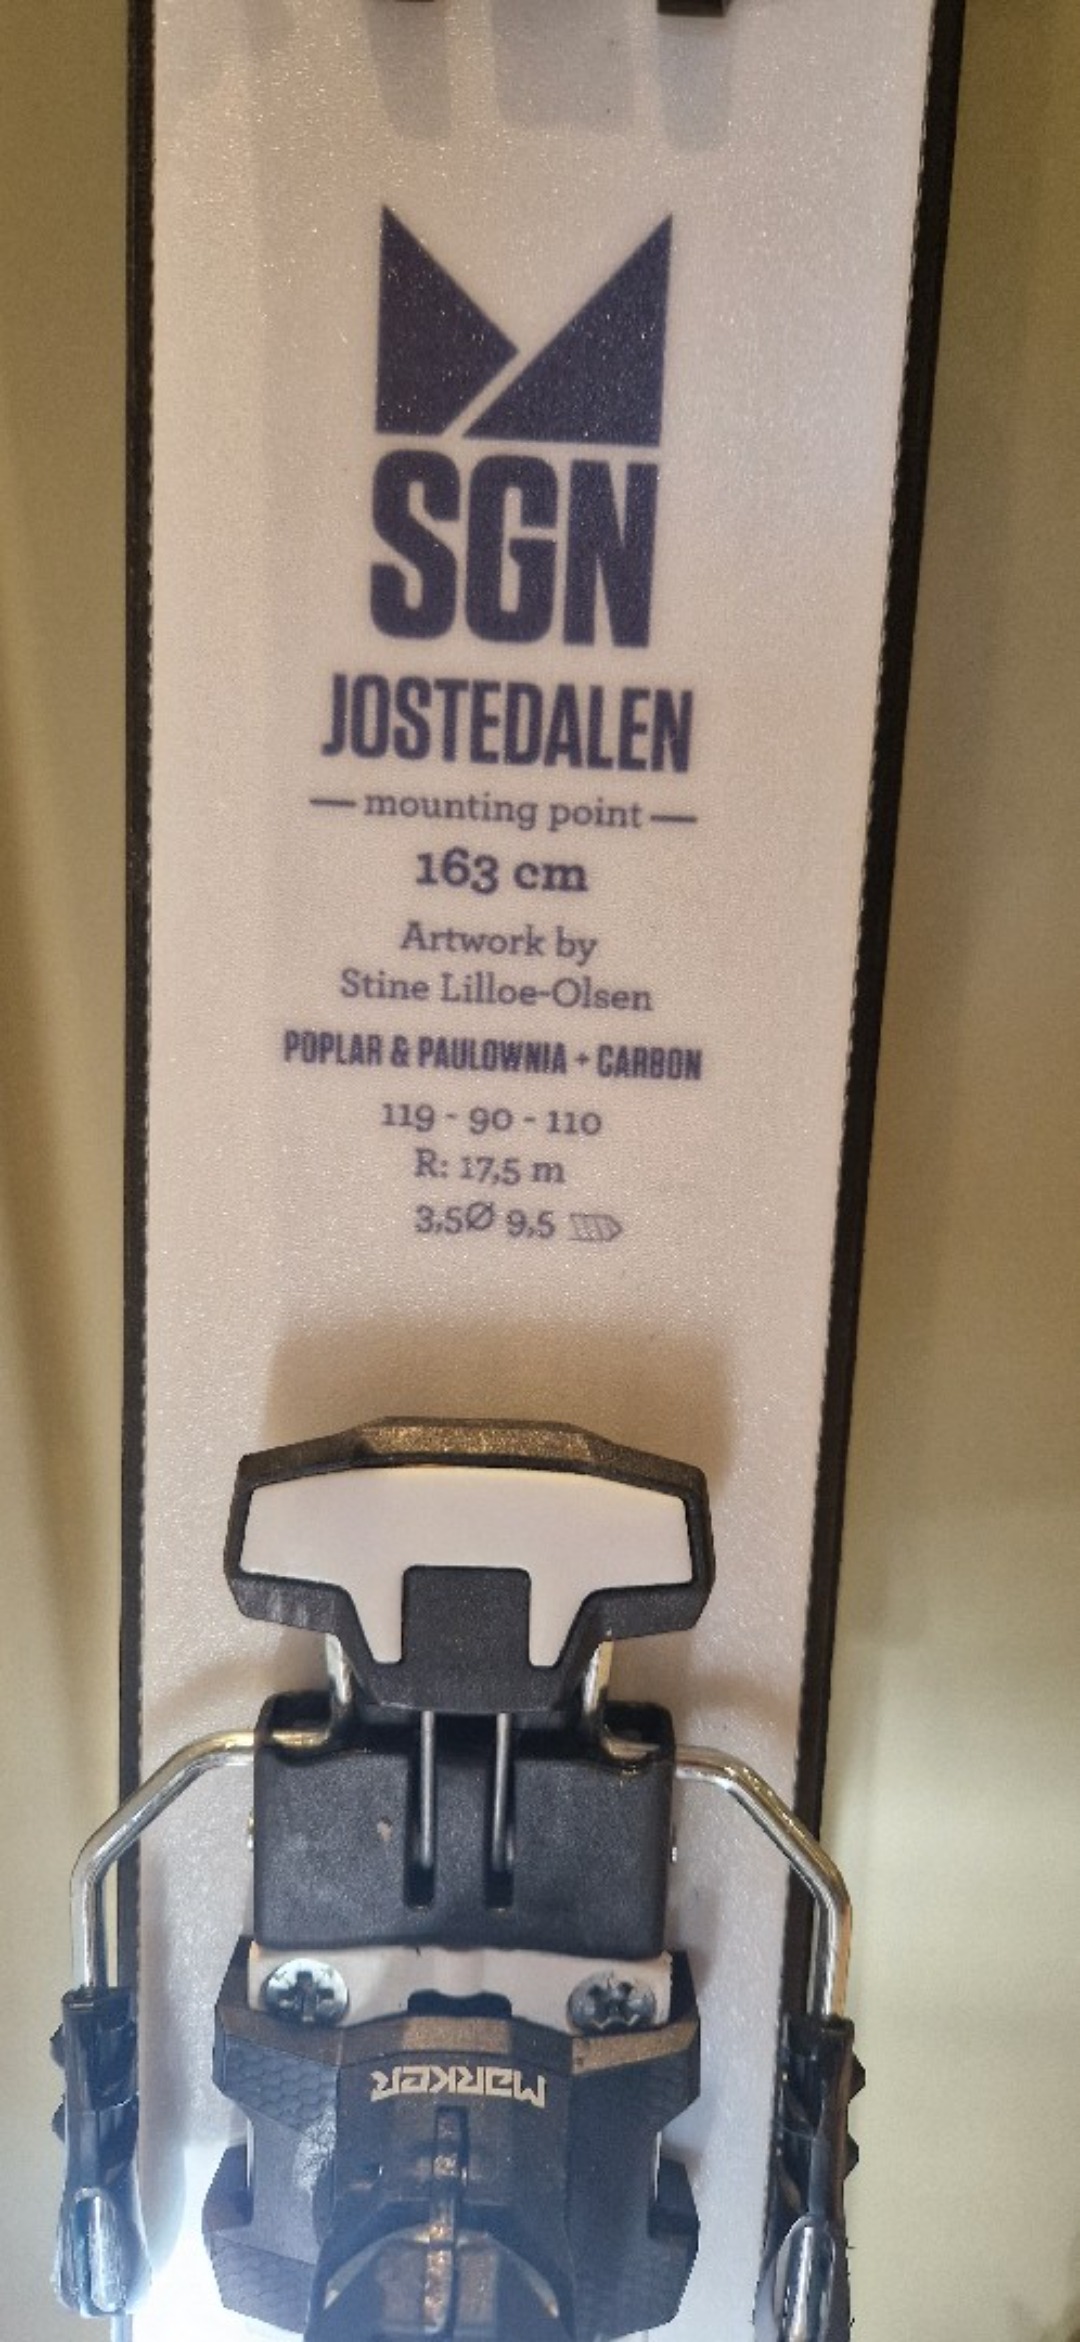 SGN
JOSTEDALEN
mounting point
163 cm
Artwork by
Stine Lilloe-Olsen
POPLAR & PAULOWNIA + CARBON
119 - 90 - 110
R: 17,5 m
3,5Ø 9,5
MARKER